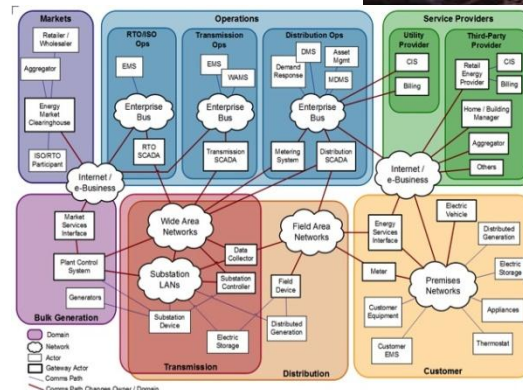 Markets
Operations
Service Providers
Retailer /
Wholesaler
Aggregator
Energy
Market
Clearinghouse
ISO/RTO
Participant
RTO/ISO
Ops
EMS
Enterprise
Bus
RTO
SCADA
Transmission
Ops
EMS
WAMS
Enterprise
Bus
Transmission
SCADA
Distribution Ops
DMS
Asset
Mgmt
Demand
Response
MDMS
Enterprise
Bus
Metering
System
Distribution
SCADA
Utility
Provider
CIS
Billing
Third-Party
Provider
Retail
Energy
Provider
CIS
Billing
Home / Building
Manager
Aggregator
Others
Internet /
e-Business
Internet /
e-Business
Market
Services
Interface
Plant Control
System
Generators
Bulk Generation
Wide Area
Networks
Substation
LANs
Data
Collector
Substation
Controller
Substation
Device
Electric
Storage
Transmission
Field Area
Networks
Field
Device
Distributed
Generation
Distribution
Energy
Services
Interface
Meter
Customer
Equipment
Customer
EMS
Premises
Networks
Electric
Vehicle
Distributed
Generation
Electric
Storage
Appliances
Thermostat
Customer
Domain
Network
Actor
Gateway Actor
Comms Path
Comms Path Changes Owner / Domain